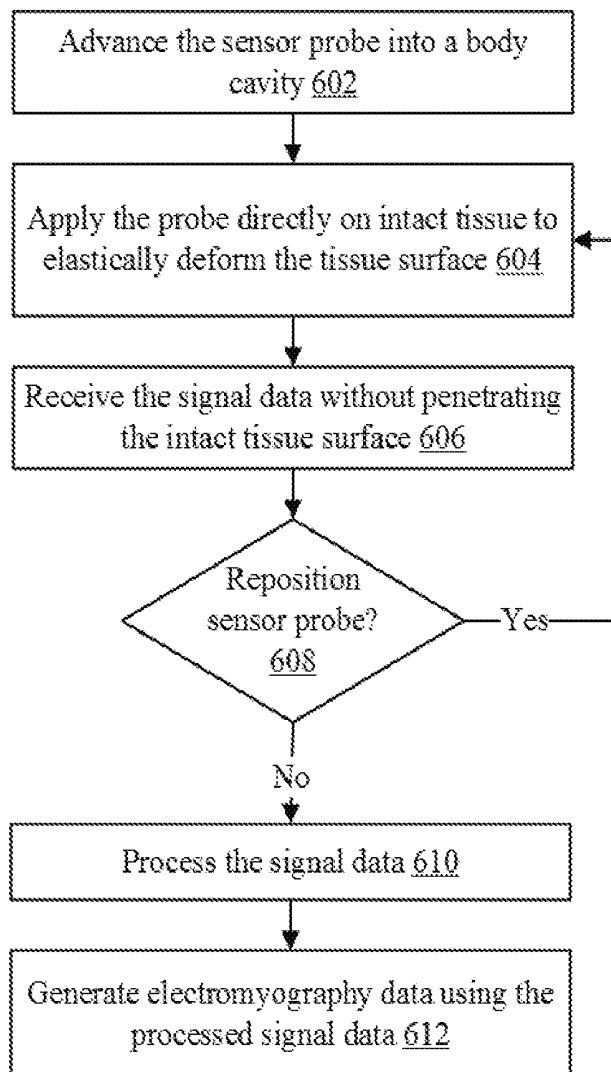 Advance the sensor probe into a body
cavity 602
Apply the probe directly on intact tissue to
elastically deform the tissue surface 604
Receive the signal data without penetrating
the intact tissue surface 606
Reposition
sensor probe?
608
Yes
No
Process the signal data 610
Generate electromyography data using the
processed signal data 612